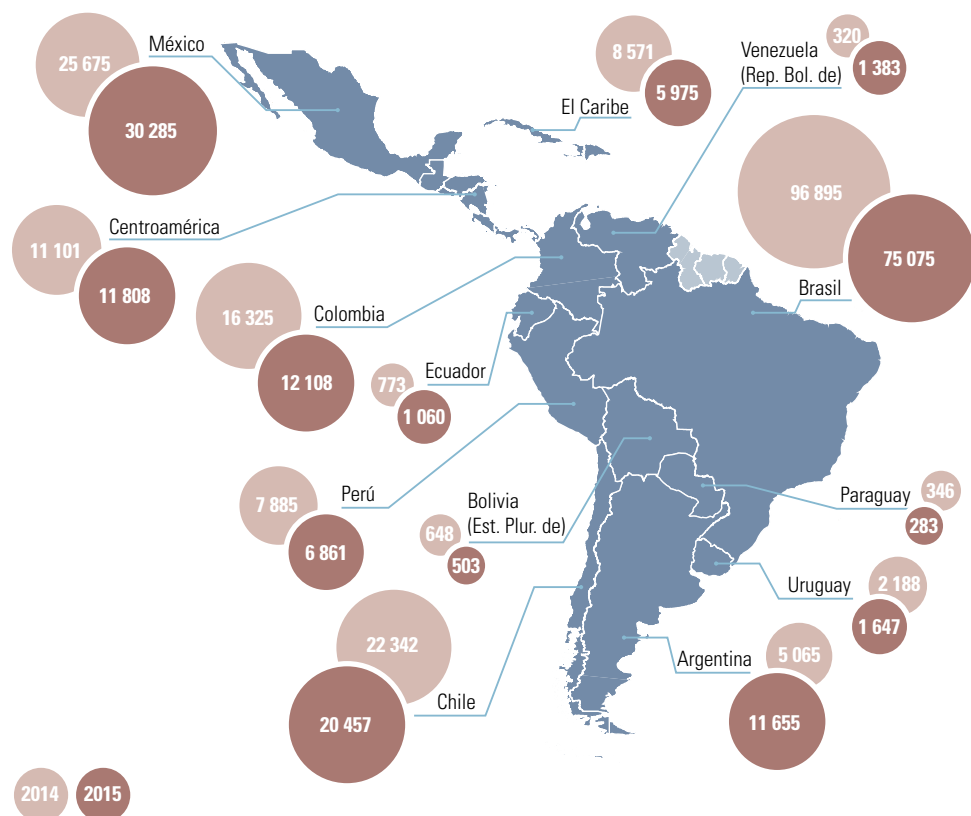 México
25 675
30 285
El Caribe
8 571
5 975
Venezuela
(Rep. Bol. de)
320
1 383
Centroamérica
11 101
11 808
Brasil
96 895
75 075
Colombia
16 325
12 108
Ecuador
773
1 060
Perú
7 885
6 861
Bolivia
(Est. Plur. de)
648
503
Paraguay
346
283
Uruguay
2 188
1 647
Chile
22 342
20 457
Argentina
5 065
11 655
2014
2015